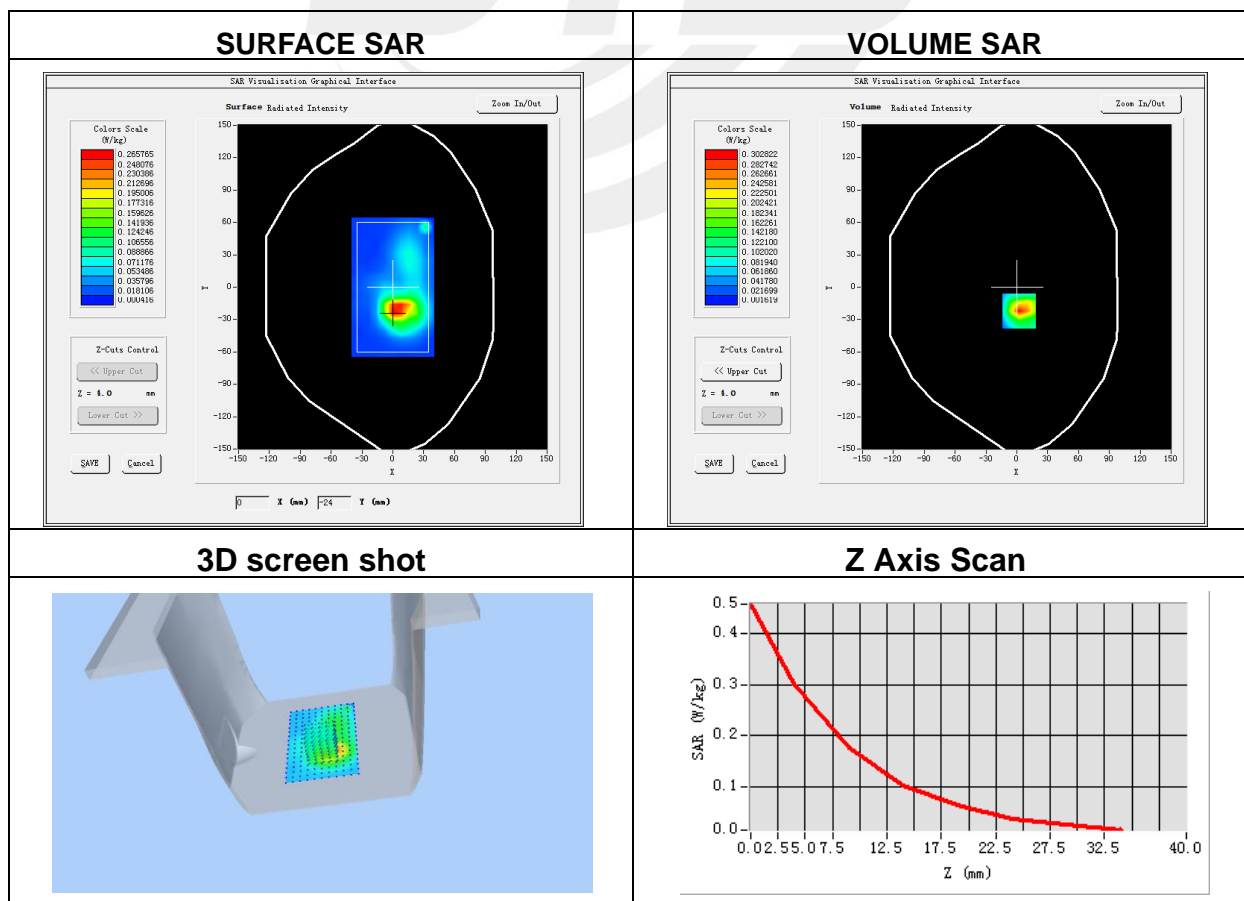 SURFACE SAR
SAR Visualisation Graphical Interface
Surface Radiated Intensity
Zoom In/Out
Colors Scale
(W/kg)
0.265765
0.248076
0.230386
0.212696
0.195006
0.177316
0.159626
0.141936
0.124246
0.106556
0.088866
0.071176
0.053486
0.035796
0.018106
0.000416
150
120
90
60
30
0
-30
-60
-90
-120
-150
Y
-150 -120 -90 -60 -30 0 30 60 90 120 150
X
Z-Cuts Control
<< Upper Cut
Z = .0 mm
Lower Cut >>
SAVE Cancel
0 X (mm) -24 Y (mm)
VOLUME SAR
SAR Visualisation Graphical Interface
Volume Radiated Intensity
Zoom In/Out
Colors Scale
(W/kg)
0.302822
0.282742
0.262661
0.242581
0.222501
0.202421
0.182341
0.162261
0.142180
0.122100
0.102020
0.081940
0.061860
0.041780
0.021699
0.001619
150
120
90
60
30
0
-30
-60
-90
-120
-150
Y
-150 -120 -90 -60 -30 0 30 60 90 120 150
X
Z-Cuts Control
<< Upper Cut
Z = .0 mm
Lower Cut >>
SAVE Cancel
3D screen shot
Z Axis Scan
0.5
0.4
0.3
0.2
0.1
0.0
SAR (W/kg)
0.0 2.5 5.0 7.5 12.5 17.5 22.5 27.5 32.5 40.0
Z (mm)